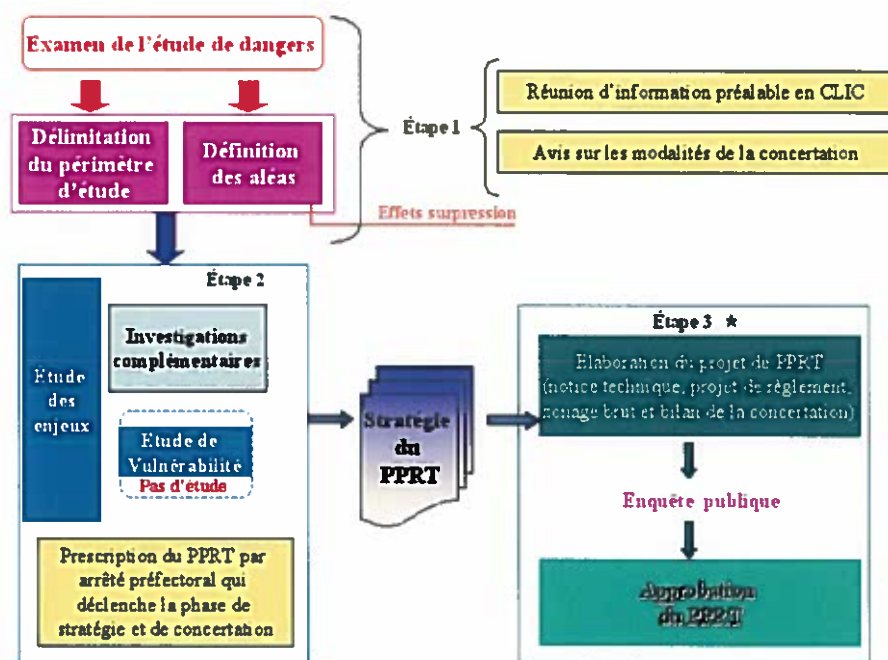 Examen de l'étude de dangers
Délimitation
du périmètre
d'étude
Définition
des aléas
Effets surpression
Étape 1
Réunion d'information préalable en CLIC
Avis sur les modalités de la concertation
Étape 2
Etude
des
enjeux
Investigations
complémentaires
Etude de
Vulnérabilité
Pas d'étude
Prescription du PPRT par
arrêté préfectoral qui
déclenche la phase de
stratégie et de concertation
Stratégie
du
PPRT
Étape 3 *
Elaboration du projet de PPRT
(notice technique, projet de règlement,
zonage brut et bilan de la concertation)
Enquête publique
Approbation
du PPRT